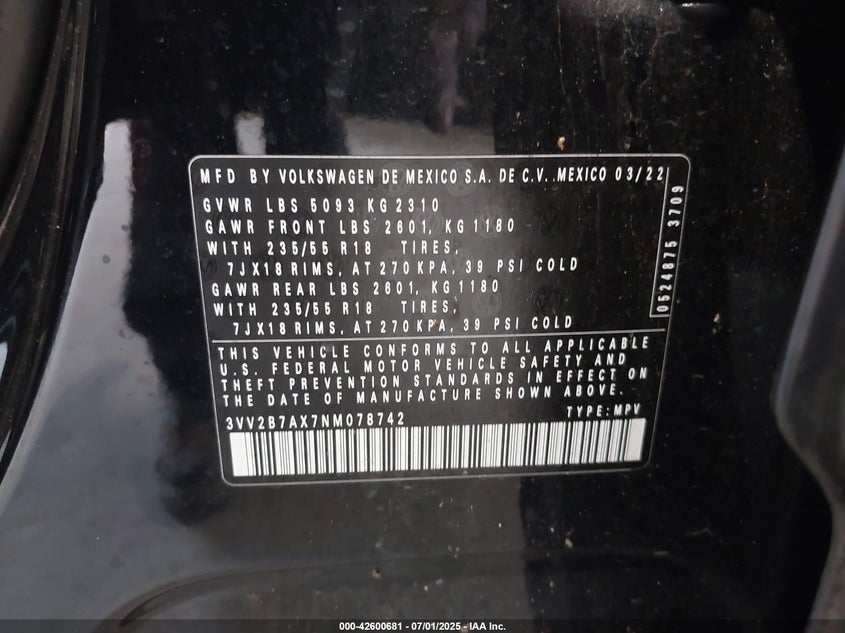 MFD BY VOLKSWAGEN DE MEXICO S.A. DE C.V. MEXICO 03/22
GVWR LBS 5093 KG 2310
GAWR FRONT LBS 2601, KG 1180
WITH 235/55 R18 TIRES,
7JX18 RIMS, AT 270 KPA, 39 PSI COLD
GAWR REAR LBS 2601, KG 1180
WITH 235/55 R18 TIRES,
7JX18 RIMS, AT 270 KPA, 39 PSI COLD
0524875 3709
THIS VEHICLE CONFORMS TO ALL APPLICABLE
U.S. FEDERAL MOTOR VEHICLE SAFETY AND
THEFT PREVENTION STANDARDS IN EFFECT ON
THE DATE OF MANUFACTURE SHOWN ABOVE.
3VV2B7AX7NM078742 TYPE: MPV
000-42600681 - 07/01/2025 - IAA Inc.